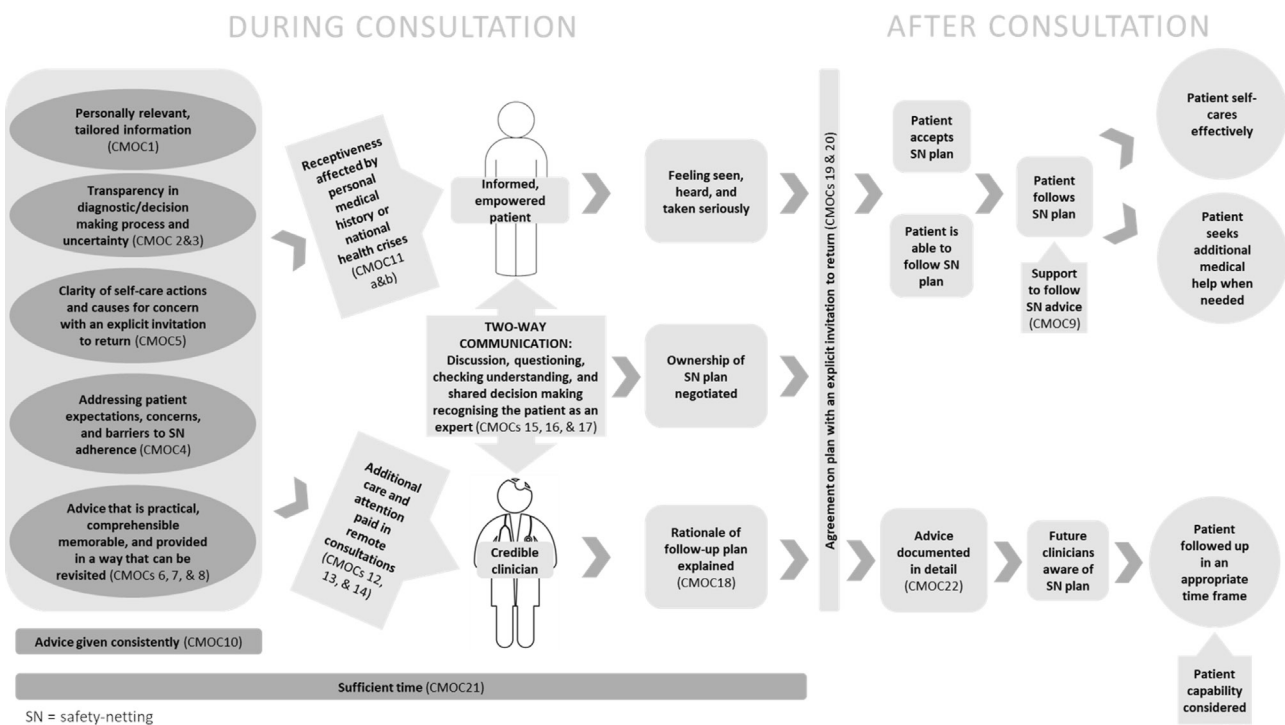 DURING CONSULTATION
AFTER CONSULTATION
Personally relevant,
tailored information
(CMOC1)
Transparency in
diagnostic/decision
making process and
uncertainty (CMOC 2&3)
Clarity of self-care actions
and causes for concern
with an explicit invitation
to return (CMOC5)
Addressing patient
expectations, concerns,
and barriers to SN
adherence (CMOC4)
Advice that is practical,
comprehensible
memorable, and provided
in a way that can be
revisited (CMOCs 6, 7, & 8)
Advice given consistently (CMOC10)
Sufficient time (CMOC21)
SN = safety-netting
Receptiveness
affected by
personal
medical
history or
national
health crises
(CMOC11
a&b)
Additional
care and
attention
paid in
remote
consultations
(CMOCs 12,
13, & 14)
Informed,
empowered
patient
TWO-WAY
COMMUNICATION:
Discussion, questioning,
checking understanding, and
shared decision making
recognising the patient as an
expert (CMOCs 15, 16, & 17)
Credible
clinician
Feeling seen,
heard, and
taken seriously
Ownership of
SN plan
negotiated
Rationale of
follow-up plan
explained
(CMOC18)
Agreement on plan with an explicit invitation to return (CMOCs 19 & 20)
Patient
accepts
SN plan
Patient is
able to
follow SN
plan
Patient
follows
SN plan
Support
to follow
SN advice
(CMOC9)
Patient self-
cares
effectively
Patient
seeks
additional
medical
help when
needed
Advice
documented
in detail
(CMOC22)
Future
clinicians
aware of
SN plan
Patient
followed up
in an
appropriate
time frame
Patient
capability
considered